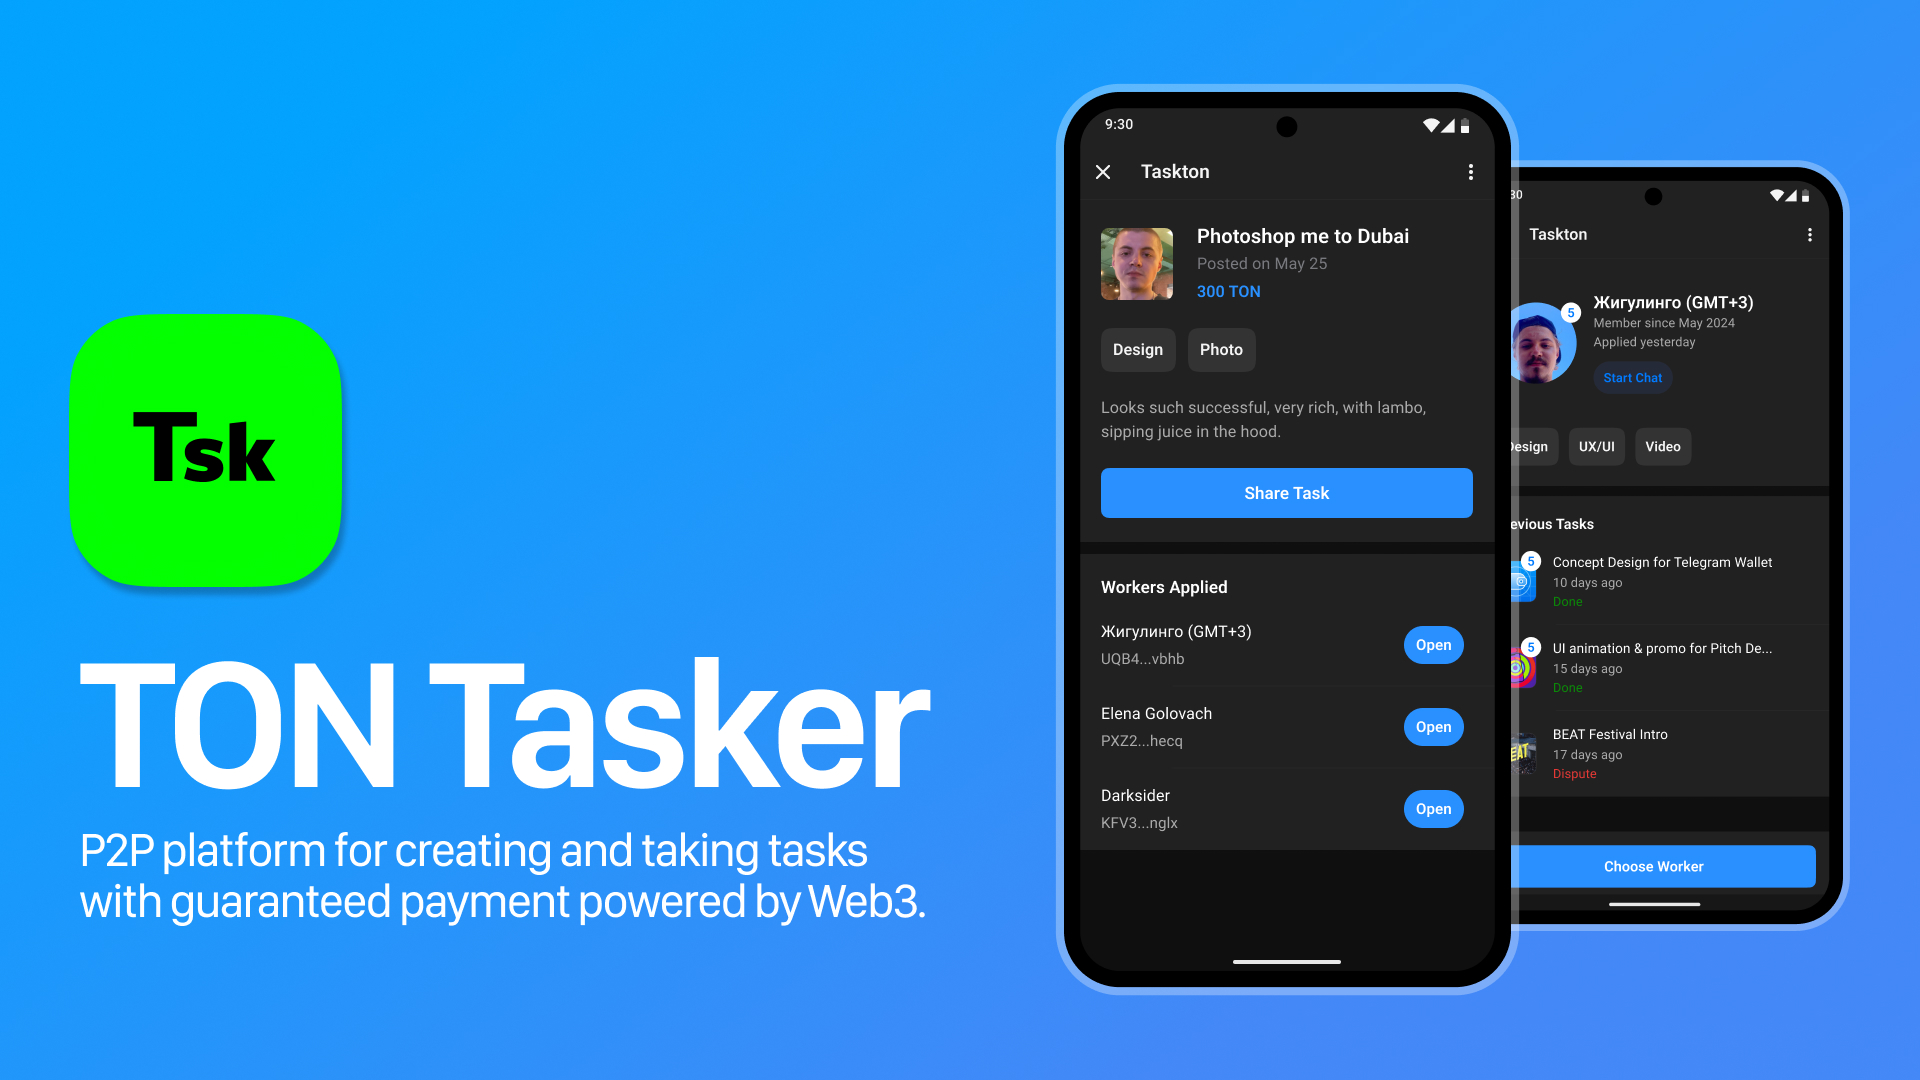 Tsk
TON Tasker
P2P platform for creating and taking tasks
with guaranteed payment powered by Web3.
9:30
Taskton
Photoshop me to Dubai
Posted on May 25
300 TON
Design Photo
Looks such successful, very rich, with lambo,
sipping juice in the hood.
Share Task
Workers Applied
Жигулинго (GMT+3)
UQB4...vbhb
Open
Elena Golovach
PXZ2...hecq
Open
Darksider
KFV3...nglx
Open
30
Taskton
5
Жигулинго (GMT+3)
Member since May 2024
Applied yesterday
Start Chat
Design UX/UI Video
evious Tasks
5
Concept Design for Telegram Wallet
10 days ago
Done
5
UI animation & promo for Pitch De...
15 days ago
Done
BEAT Festival Intro
17 days ago
Dispute
Choose Worker